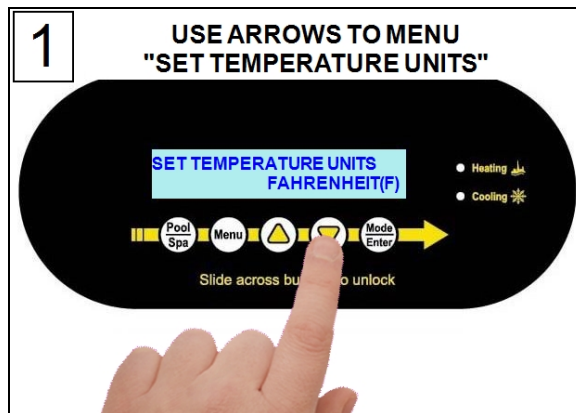 1
USE ARROWS TO MENU
"SET TEMPERATURE UNITS"
SET TEMPERATURE UNITS
FAHRENHEIT(F)
Heating
Cooling
Pool
Spa
Menu
Mode
Enter
Slide across bu o unlock